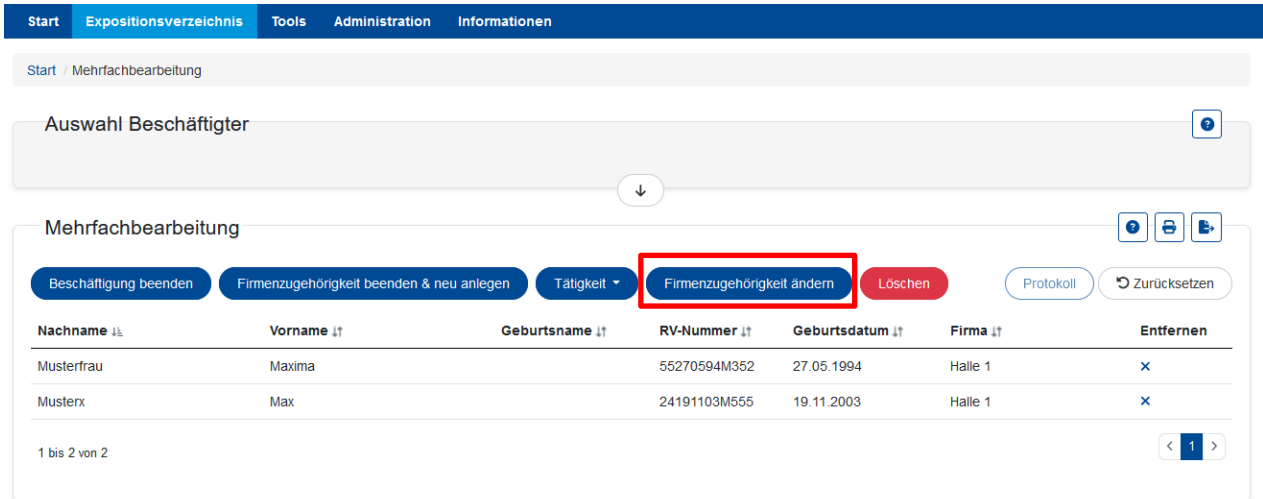 Start Expositionsverzeichnis Tools Administration Informationen
Start / Mehrfachbearbeitung
Auswahl Beschäftigter
Mehrfachbearbeitung
Beschäftigung beenden Firmenzugehörigkeit beenden & neu anlegen Tätigkeit Firmenzugehörigkeit ändern Löschen Protokoll Zurücksetzen
Nachname Vorname Geburtsname RV-Nummer Geburtsdatum Firma Entfernen
Musterfrau Maxima 55270594M352 27.05.1994 Halle 1
Musterx Max 24191103M555 19.11.2003 Halle 1
1 bis 2 von 2 1